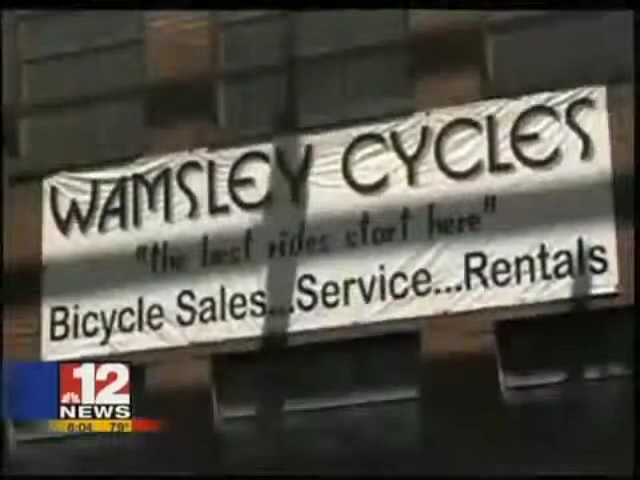 WAMSLEY CYCLES
"the best rides start here"
Bicycle Sales...Service...Rentals
12
NEWS
6:04 79°